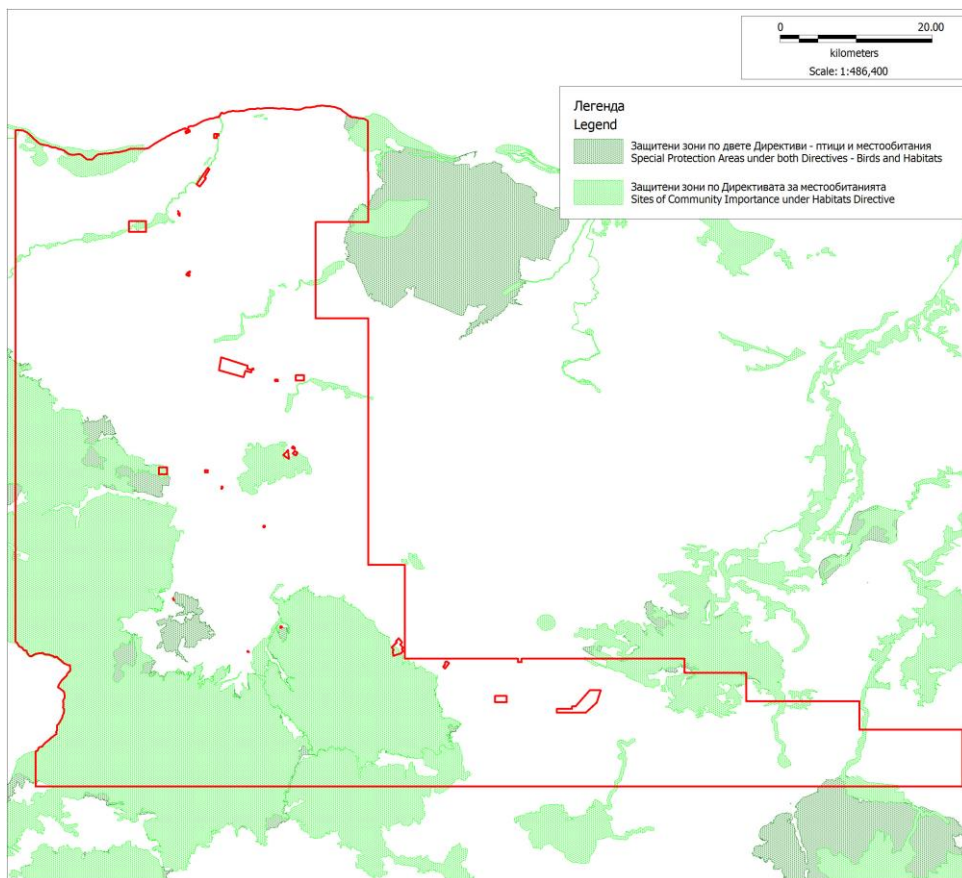 0 20.00
kilometers
Scale: 1:486,400
Легенда
Legend
Защитени зони по двете Директиви - птици и местообитания
Special Protection Areas under both Directives - Birds and Habitats
Защитени зони по Директивата за местообитанията
Sites of Community Importance under Habitats Directive